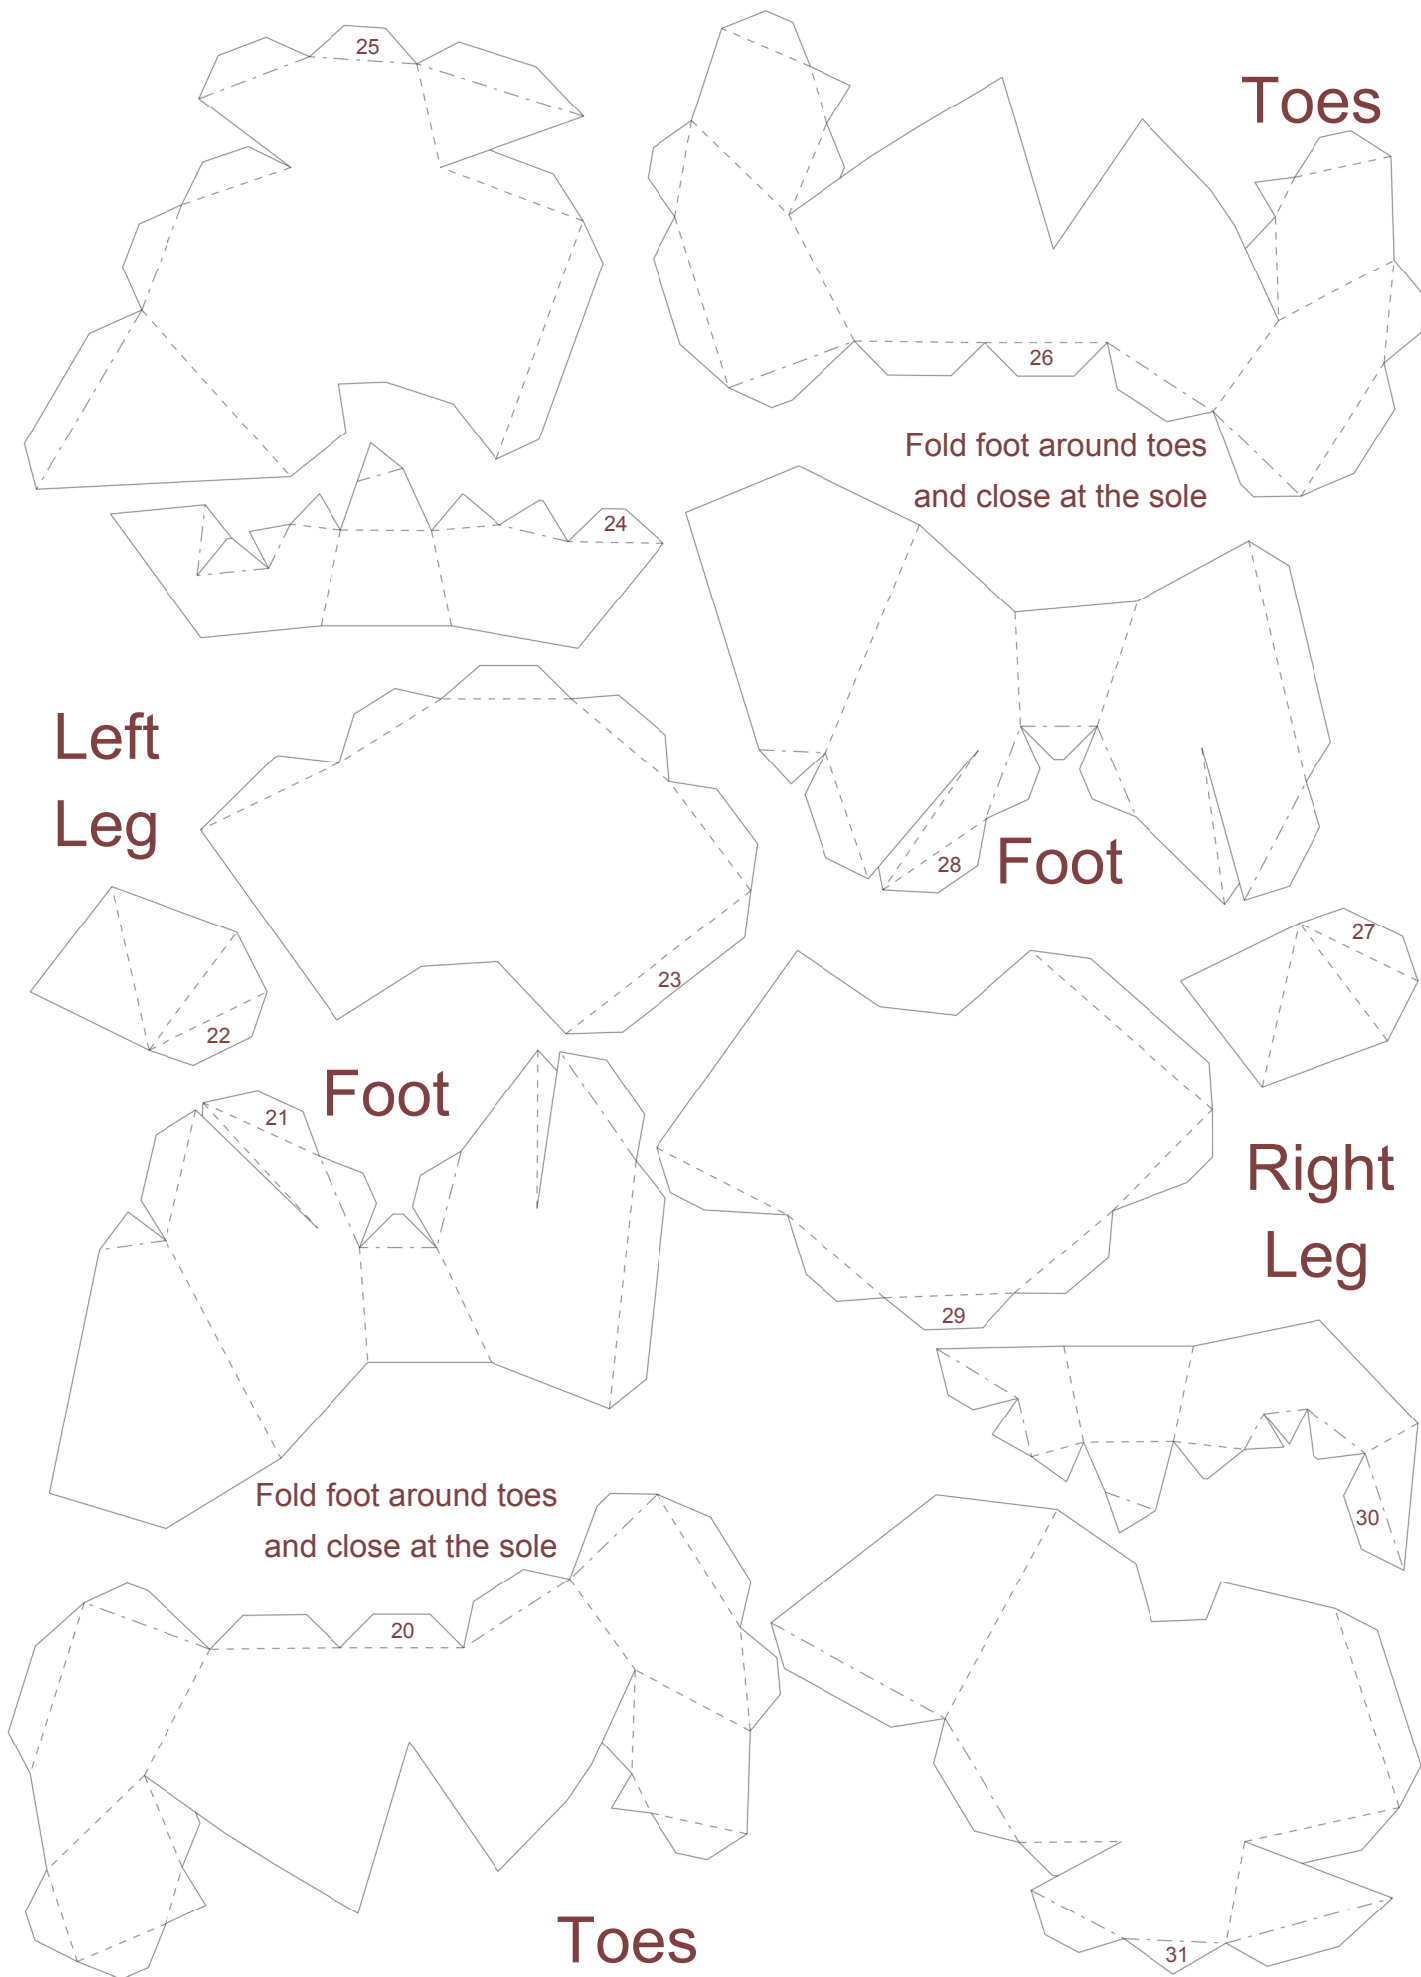 25
Toes
26
Fold foot around toes
and close at the sole
24
Left
Leg
28
Foot
27
23
22
Foot
21
Right
Leg
29
30
Fold foot around toes
and close at the sole
20
Toes
31